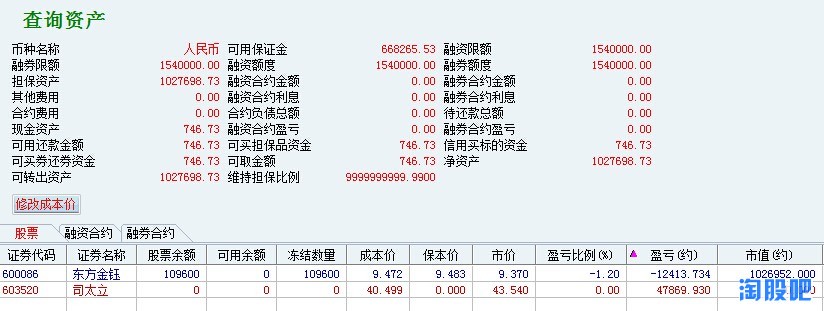 查询资产
币种名称 人民币 可用保证金 668265.53 融资限额 1540000.00
融券限额 1540000.00 融资额度 1540000.00 融券额度 1540000.00
担保资产 1027698.73 融资合约金额 0.00 融券合约金额 0.00
其他费用 0.00 融资合约利息 0.00 融券合约利息 0.00
合约费用 0.00 合约负债总额 0.00 待还款总额 0.00
现金资产 746.73 融资合约盈亏 0.00 融券合约盈亏 0.00
可用还款金额 746.73 可买担保品资金 746.73 信用买标的资金 746.73
可买券还券资金 746.73 可取金额 746.73 净资产 1027698.73
可转出资产 1027698.73 维持担保比例 9999999999.9900
修改成本价
股票 融资合约 融券合约
证券代码 证券名称 股票余额 可用余额 冻结数量 成本价 保本价 市价 盈亏比例(%) 盈亏(约) 市值(约)
600086 东方金钰 109600 0 109600 9.472 9.483 9.370 -1.20 -12413.734 1026952.000
603520 司太立 0 0 0 40.499 0.000 43.540 0.00 47869.930
淘股吧